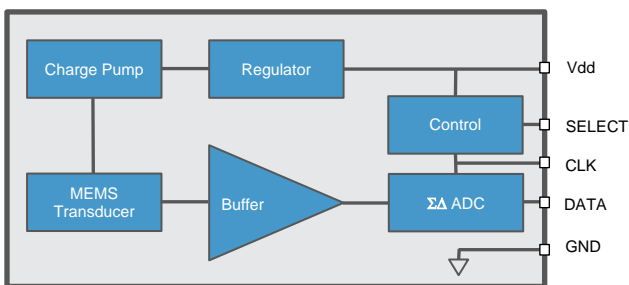 Charge Pump
Regulator
Vdd
Control
SELECT
CLK
MEMS
Transducer
Buffer
ΣΔ ADC
DATA
GND